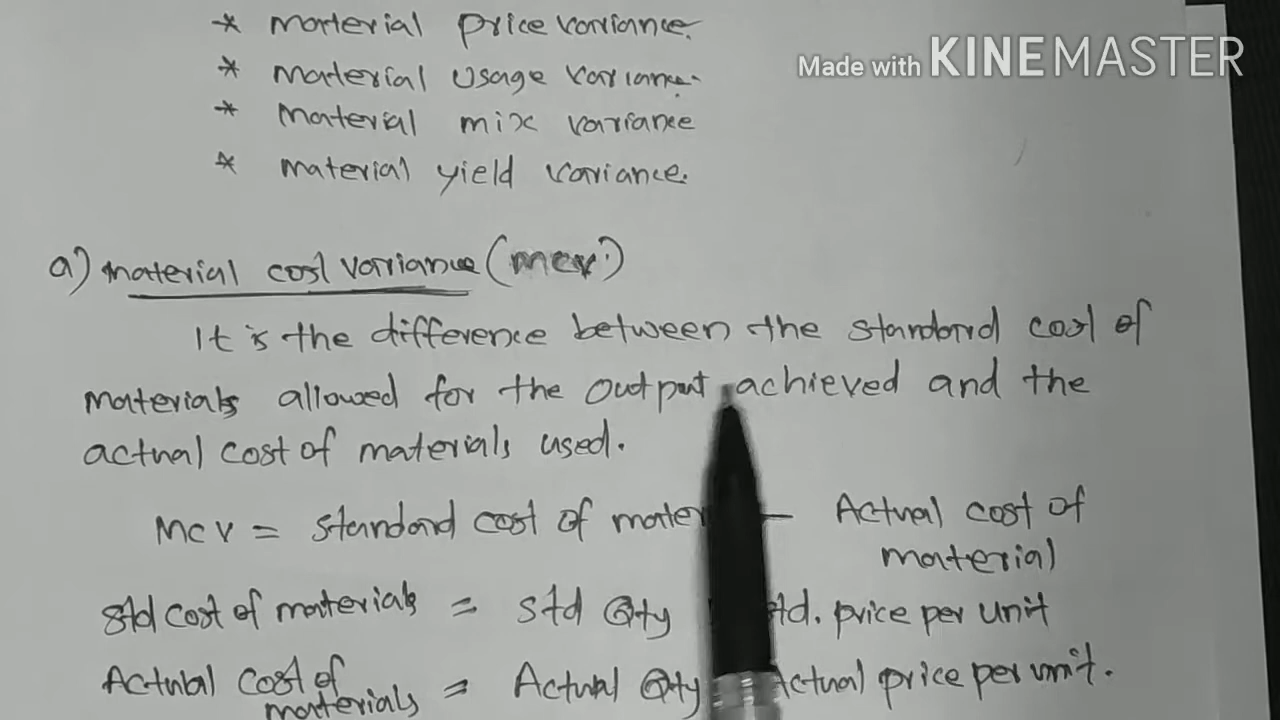 * Material price variance.
Made with KINEMASTER
* Material Usage variance.
* Material mix variance
* Material yield variance.
a) Material cost variance (mcv.)
It is the difference between the standard cost of
materials allowed for the output achieved and the
actual cost of materials used.
Mcv = standard cost of mater — Actual cost of
material
Std cost of materials = Std Qty td. price per unit
Actual cost of
materials = Actual Qty Actual price per unit.